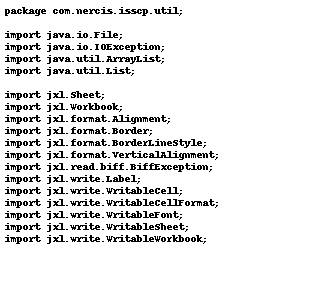 package com.nercis.isscp.util;
import java.io.File;
import java.io.IOException;
import java.util.ArrayList;
import java.util.List;
import jxl.Sheet;
import jxl.Workbook;
import jxl.format.Alignment;
import jxl.format.Border;
import jxl.format.BorderLineStyle;
import jxl.format.VerticalAlignment;
import jxl.read.biff.BiffException;
import jxl.write.Label;
import jxl.write.WritableCell;
import jxl.write.WritableCellFormat;
import jxl.write.WritableFont;
import jxl.write.WritableSheet;
import jxl.write.WritableWorkbook;